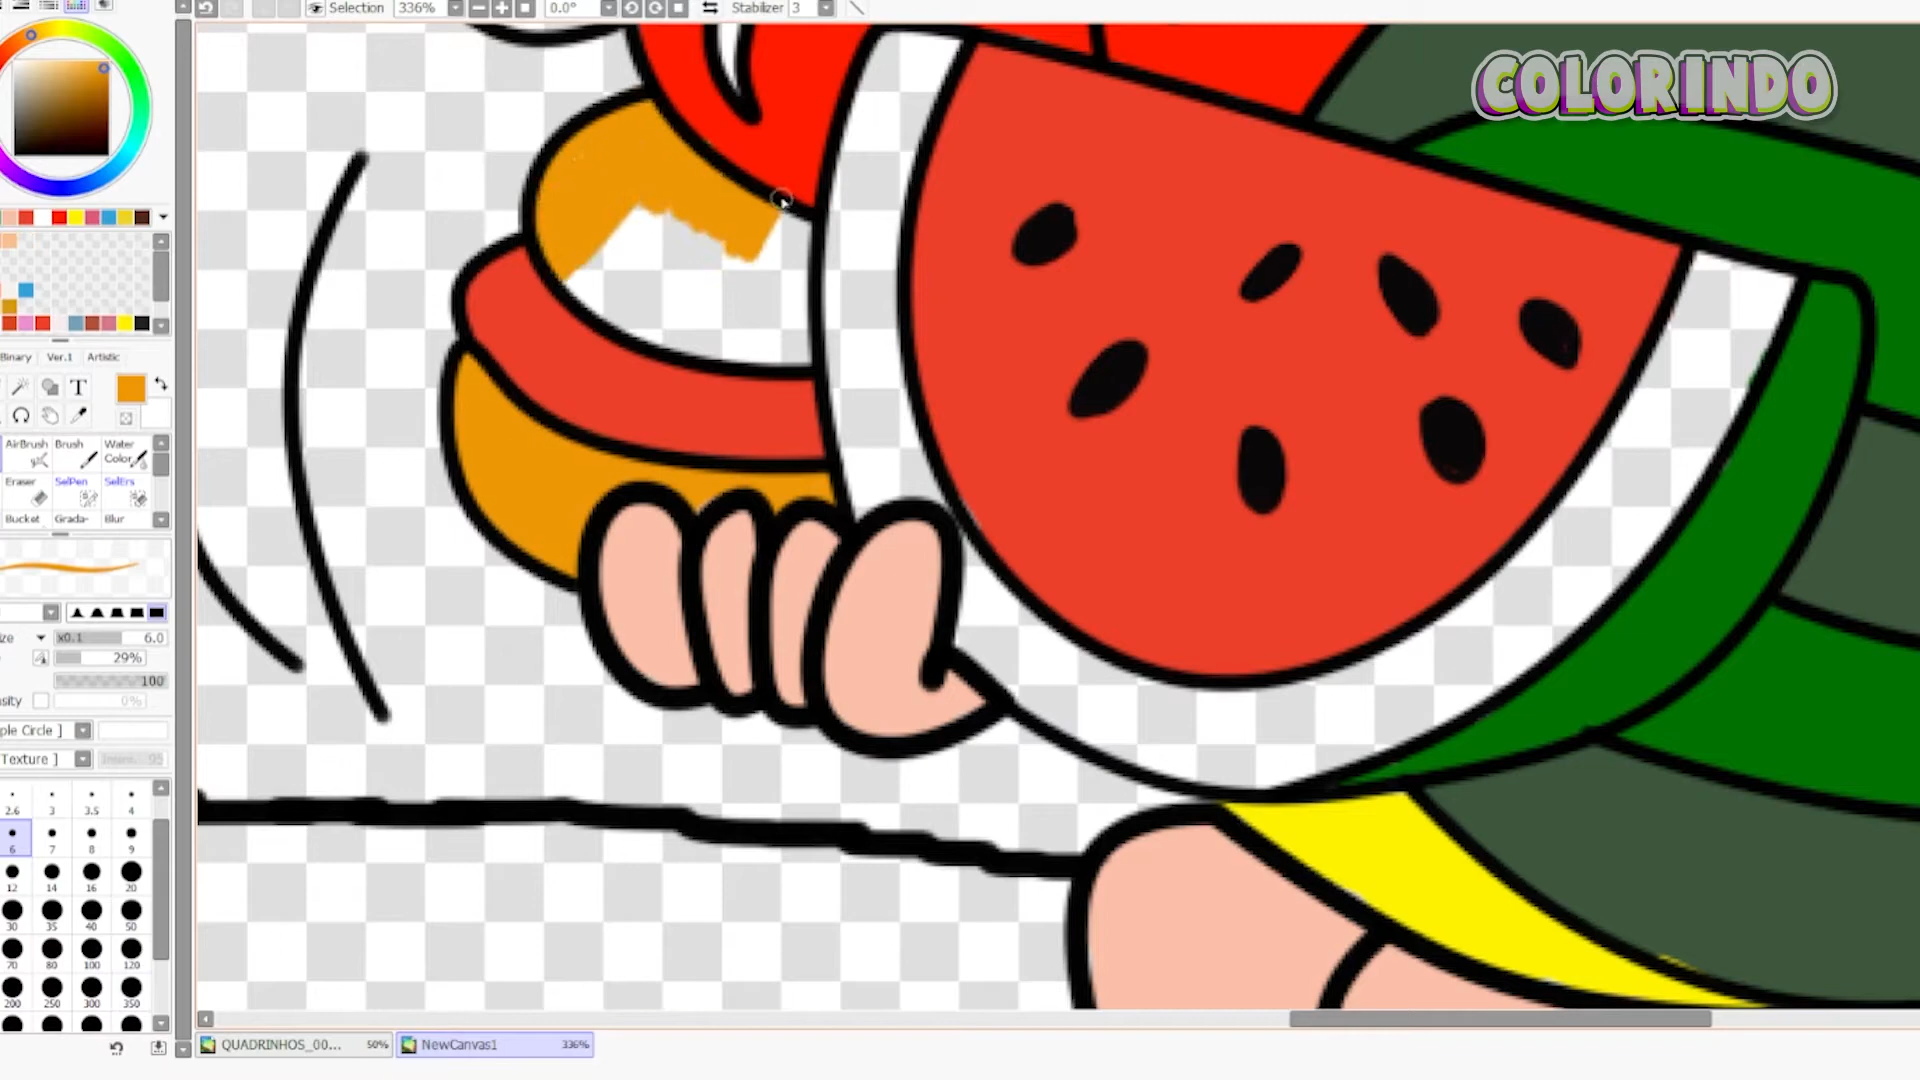 Selection 336% 0.0° Stabilizer 3
COLORINDO
Binary Ver.1 Artistic
T
AirBrush Brush Water
Color
Eraser SelPen SelErs
Bucket Grada- Blur
x0.1 6.0
29%
100
0%
Circle ]
Texture ] 95
2.6 3 3.5 4
6 7 8 9
12 14 16 20
30 35 40 50
70 80 100 120
200 250 300 350
QUADRINHOS_00... 50% NewCanvas1 336%